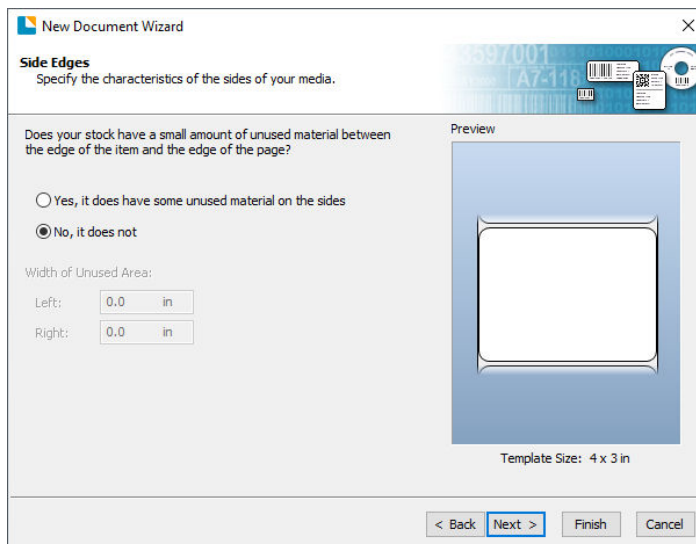 New Document Wizard
Side Edges
Specify the characteristics of the sides of your media.
3597001
A7-118
Does your stock have a small amount of unused material between
the edge of the item and the edge of the page?
Preview
Yes, it does have some unused material on the sides
No, it does not
Width of Unused Area:
Left: 0.0 in
Right: 0.0 in
Template Size: 4 x 3 in
< Back Next > Finish Cancel